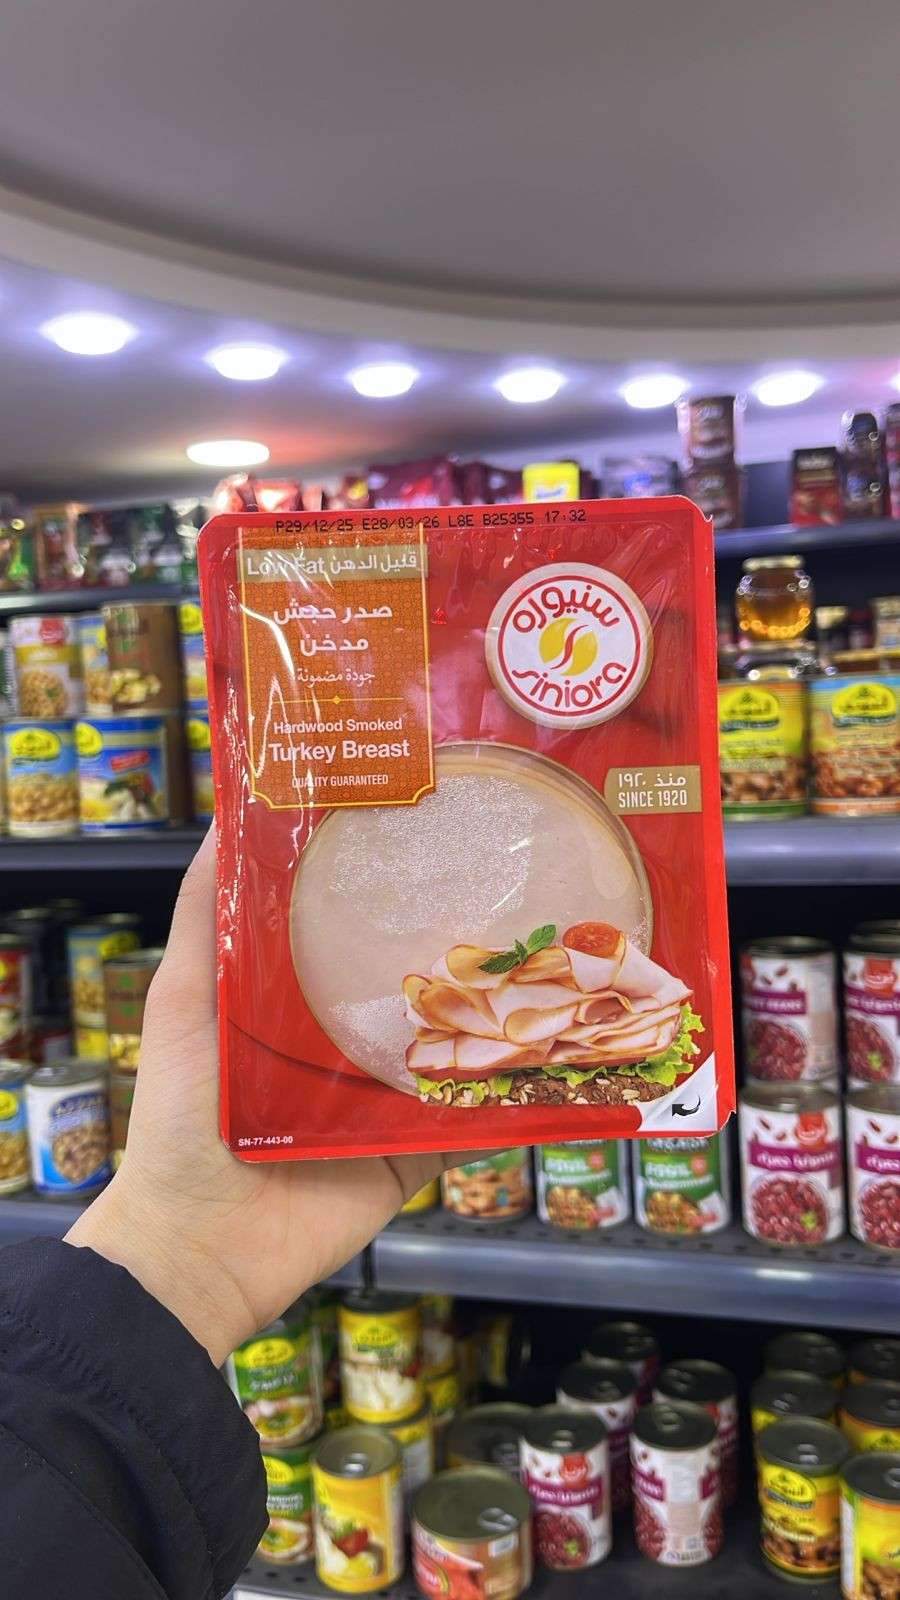 P29/12/25 E28/03/26 L8E B25355 17:32
Low Fat قليل الدهن
صدر حبش
مدخن
جودة مضمونة
Hardwood Smoked
Turkey Breast
QUALITY GUARANTEED
سنيورة
siniora
منذ ١٩٢٠
SINCE 1920
SN-77-443-00